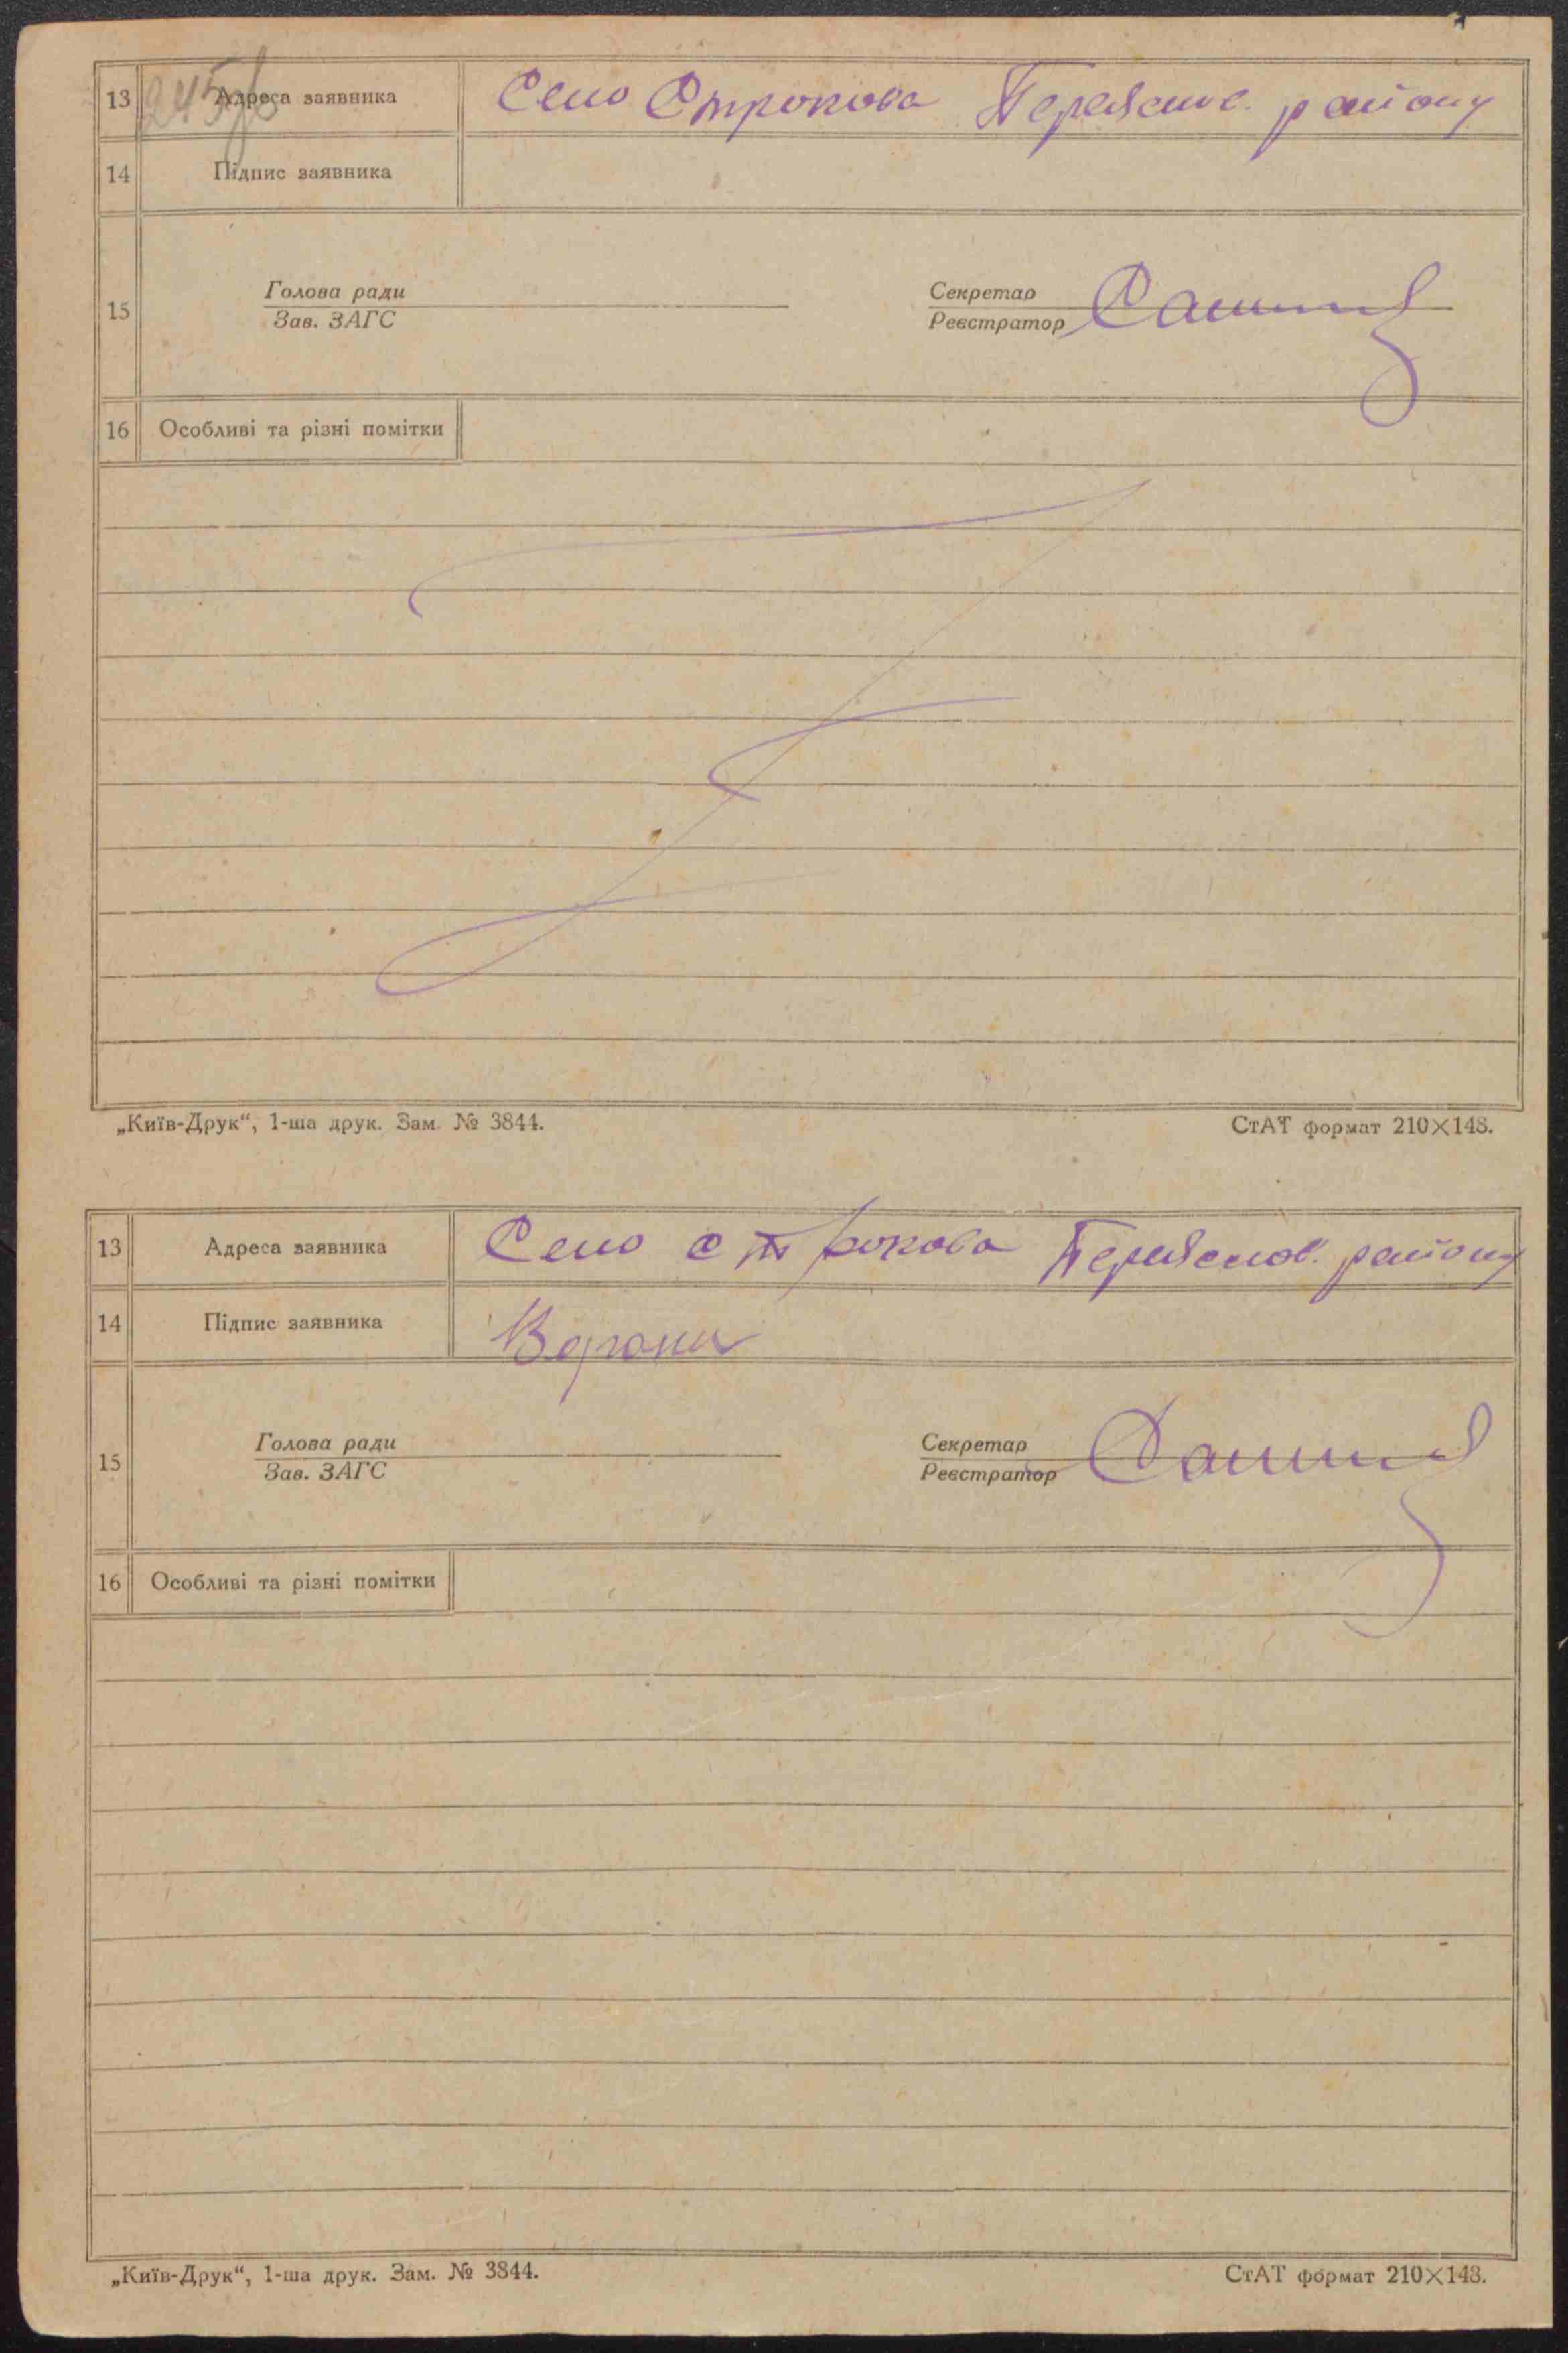 245зв
13 Адреса заявника Село Строкова Переяслв. району
14 Підпис заявника
15 Голова ради Секретар
Зав. ЗАГС Реєстратор
16 Особливі та різні помітки
„Київ-Друк“, 1-ша друк. Зам. № 3844. СтАТ формат 210×148.
13 Адреса заявника Село Строкова Переяслов. району
14 Підпис заявника
15 Голова ради Секретар
Зав. ЗАГС Реєстратор
16 Особливі та різні помітки
„Київ-Друк“, 1-ша друк. Зам. № 3844. СтАТ формат 210×148.